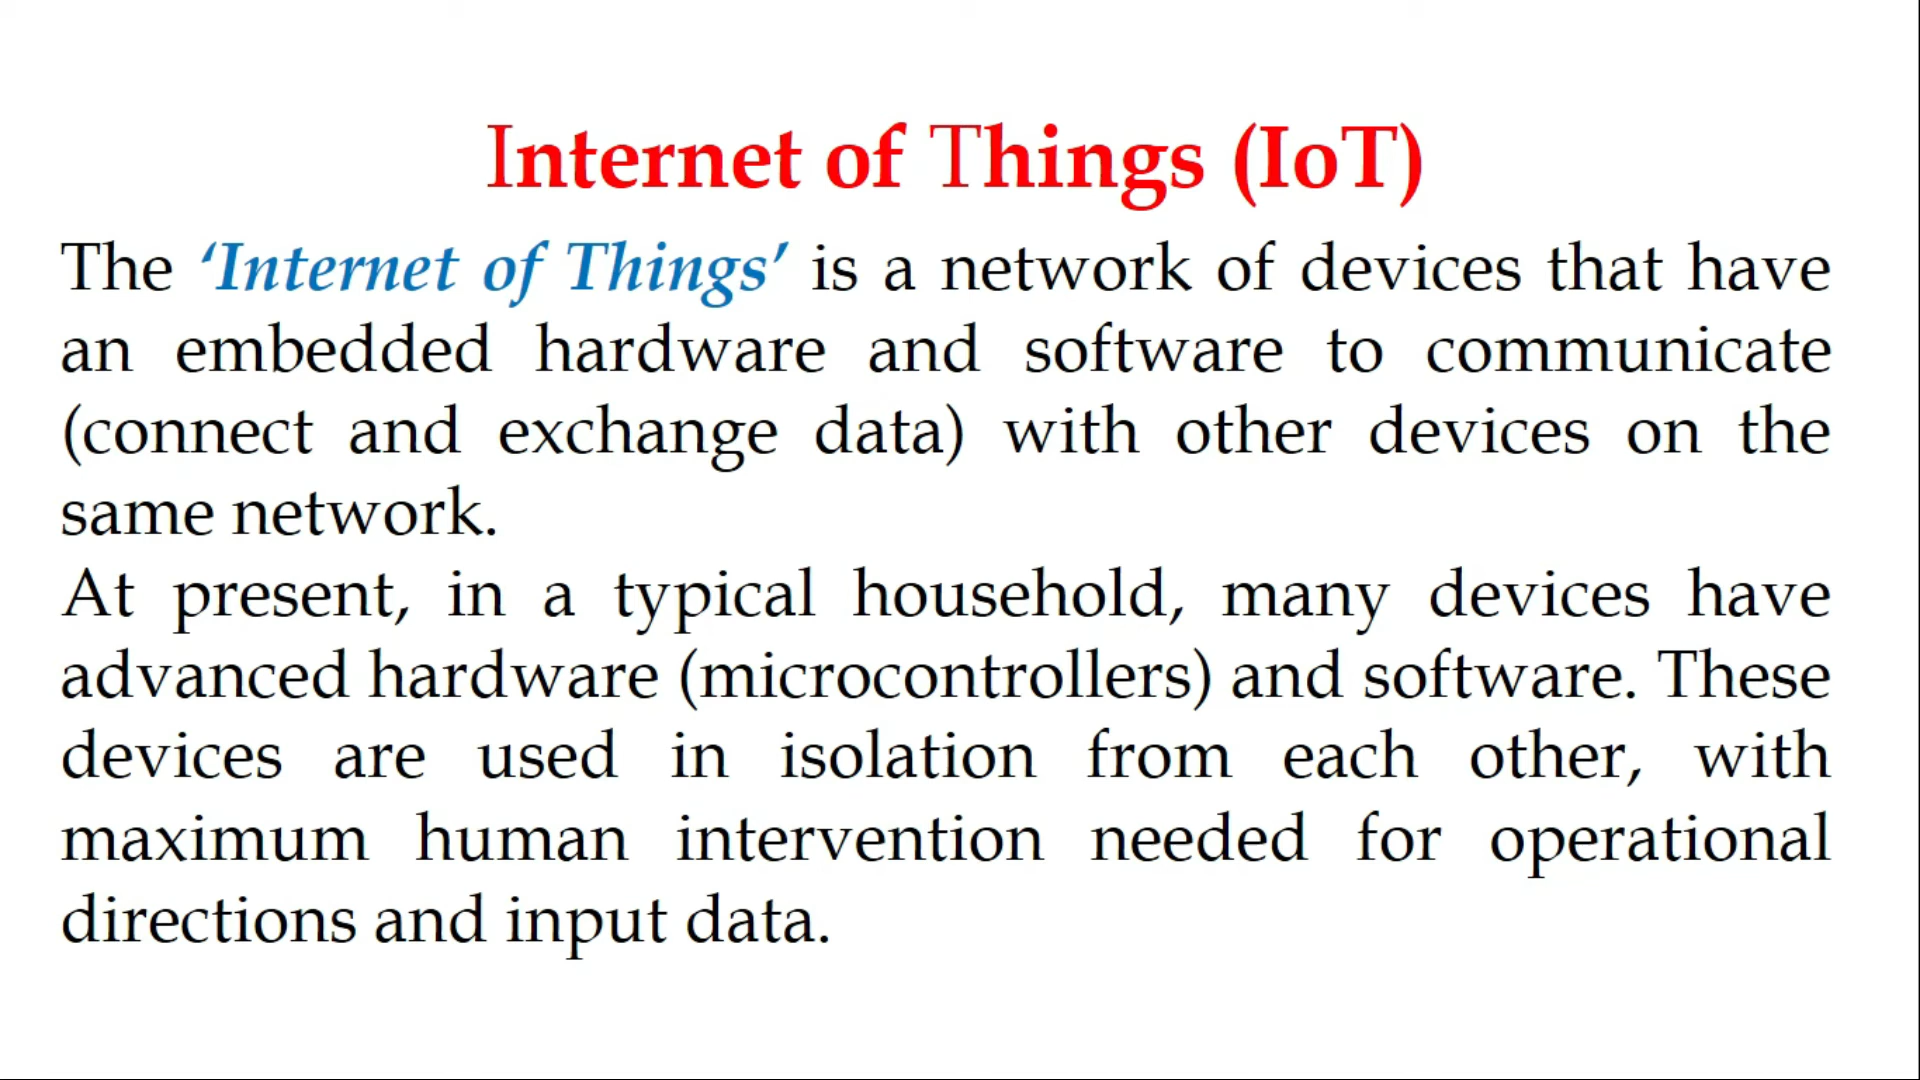 Internet of Things (IoT)
The ‘Internet of Things’ is a network of devices that have
an embedded hardware and software to communicate
(connect and exchange data) with other devices on the
same network.
At present, in a typical household, many devices have
advanced hardware (microcontrollers) and software. These
devices are used in isolation from each other, with
maximum human intervention needed for operational
directions and input data.